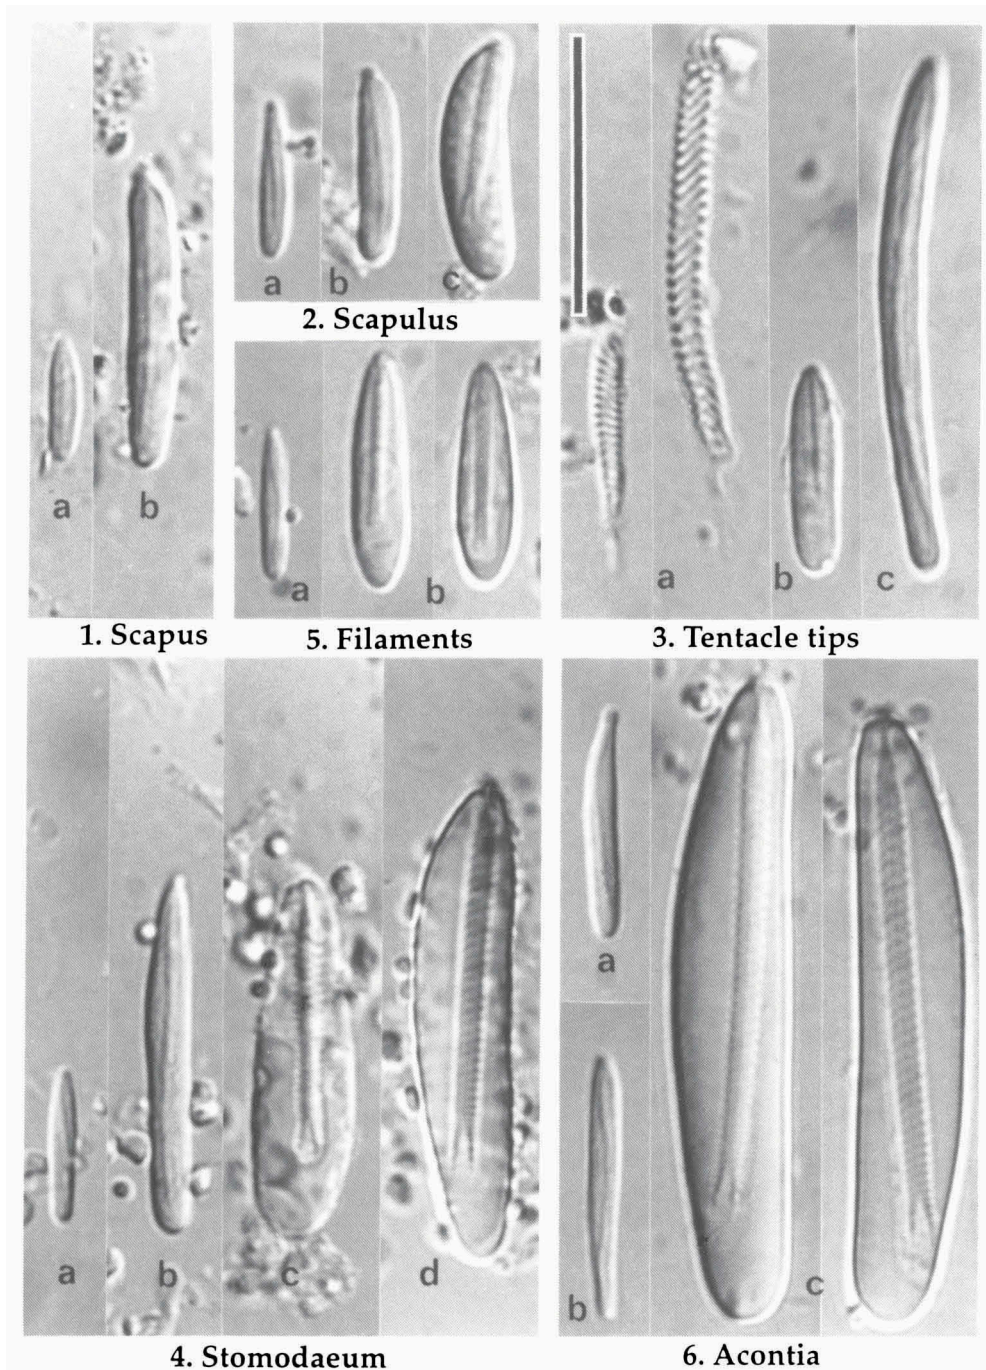 a
b
1. Scapus
a
b
c
2. Scapulus
a
b
5. Filaments
a
b
c
3. Tentacle tips
a
b
c
d
4. Stomodaeum
a
b
c
6. Acontia